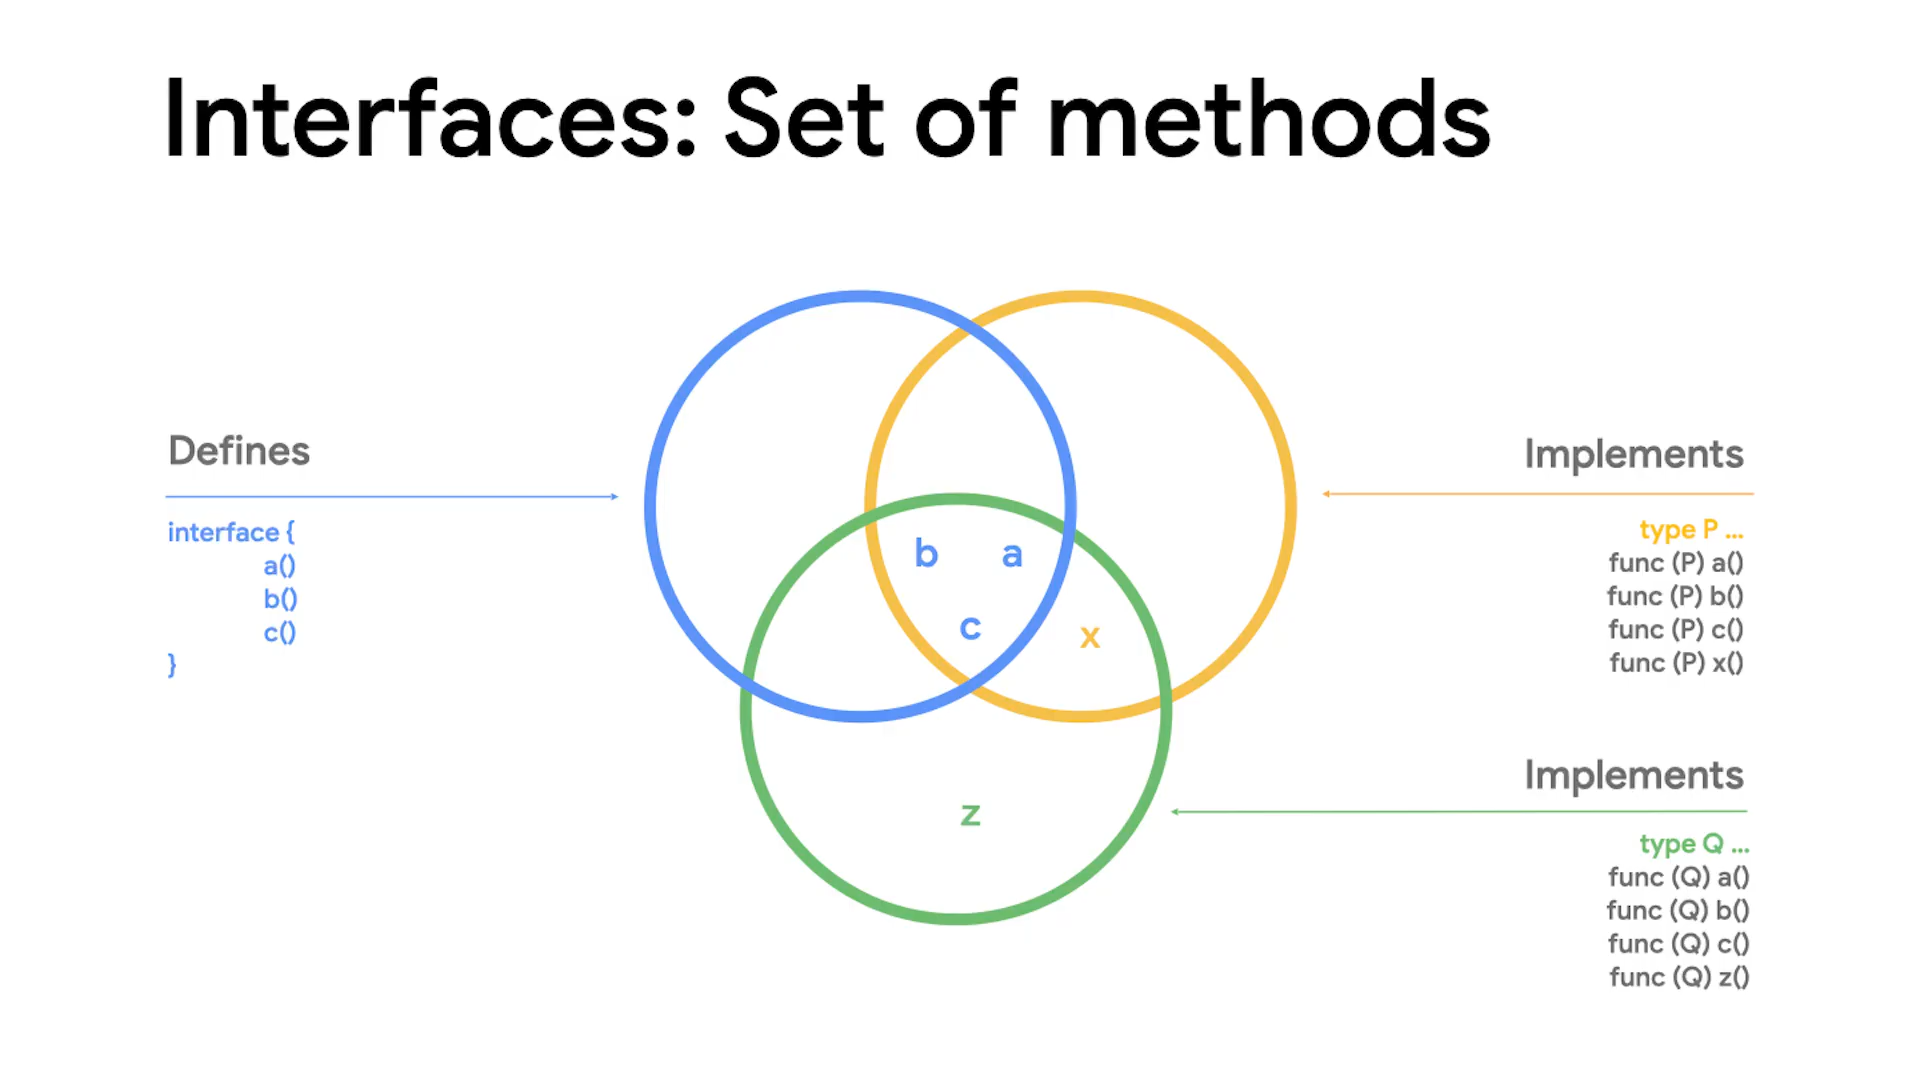 Interfaces: Set of methods
Defines
interface {
a()
b()
c()
}
b a
c
x
z
Implements
type P ...
func (P) a()
func (P) b()
func (P) c()
func (P) x()
Implements
type Q ...
func (Q) a()
func (Q) b()
func (Q) c()
func (Q) z()